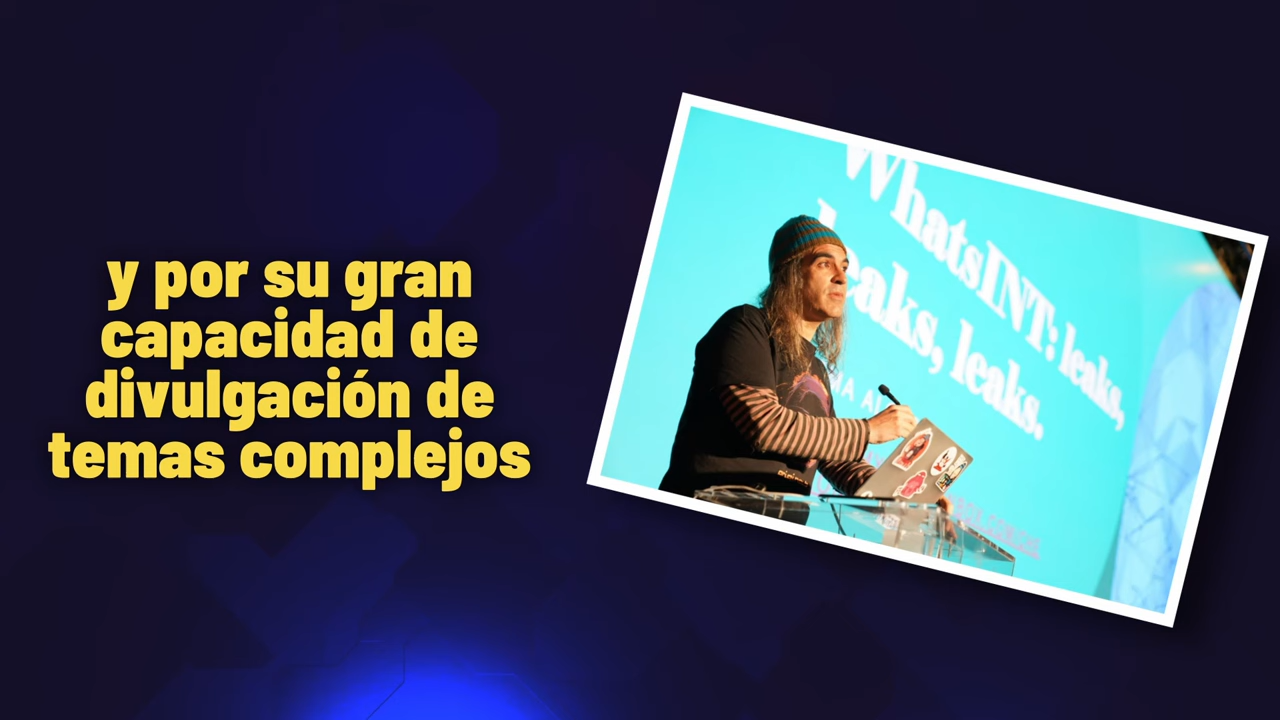 y por su gran
capacidad de
divulgación de
temas complejos
WhatsINT: leaks,
leaks, leaks.